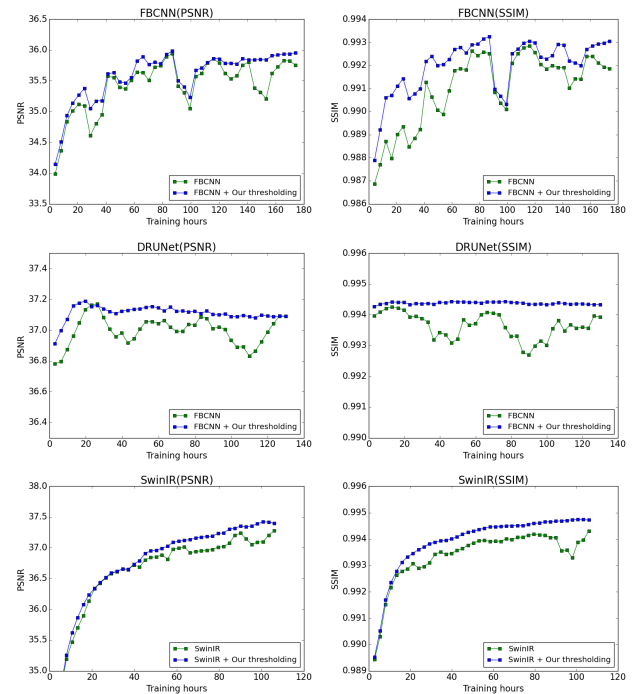 FBCNN(PSNR)
36.5
36.0
35.5
35.0
34.5
34.0
33.5
PSNR
FBCNN
FBCNN + Our thresholding
0 20 40 60 80 100 120 140 160 180
Training hours
FBCNN(SSIM)
0.994
0.993
0.992
0.991
0.990
0.989
0.988
0.987
0.986
SSIM
FBCNN
FBCNN + Our thresholding
0 20 40 60 80 100 120 140 160 180
Training hours
DRUNet(PSNR)
37.4
37.2
37.0
36.8
36.6
36.4
PSNR
FBCNN
FBCNN + Our thresholding
0 20 40 60 80 100 120 140
Training hours
DRUNet(SSIM)
0.996
0.995
0.994
0.993
0.992
0.991
0.990
SSIM
FBCNN
FBCNN + Our thresholding
0 20 40 60 80 100 120 140
Training hours
SwinIR(PSNR)
38.0
37.5
37.0
36.5
36.0
35.5
35.0
PSNR
SwinIR
SwinIR + Our thresholding
0 20 40 60 80 100 120
Training hours
SwinIR(SSIM)
0.996
0.995
0.994
0.993
0.992
0.991
0.990
0.989
SSIM
SwinIR
SwinIR + Our thresholding
0 20 40 60 80 100 120
Training hours